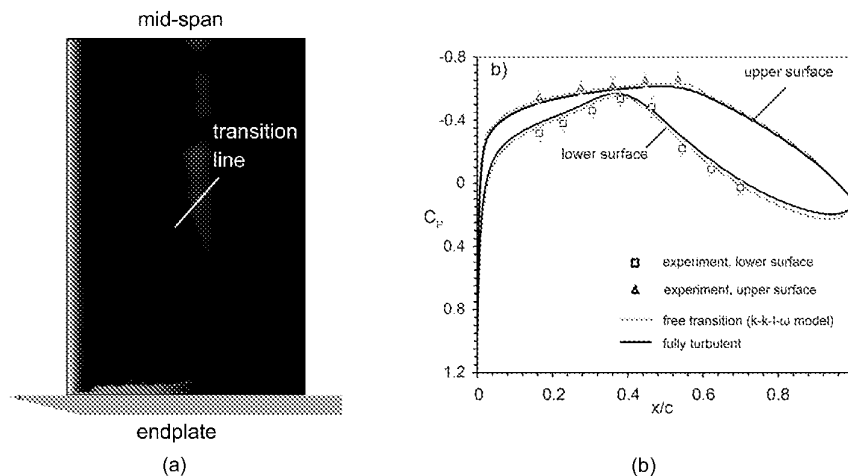 mid-span
transition
line
endplate
(a)
b)
-0.8
-0.4
0
0.4
0.8
1.2
Cp
upper surface
lower surface
experiment, lower surface
experiment, upper surface
free transition (k-k-l-ω model)
fully turbulent
0
0.2
0.4
0.6
0.8
x/c
(b)